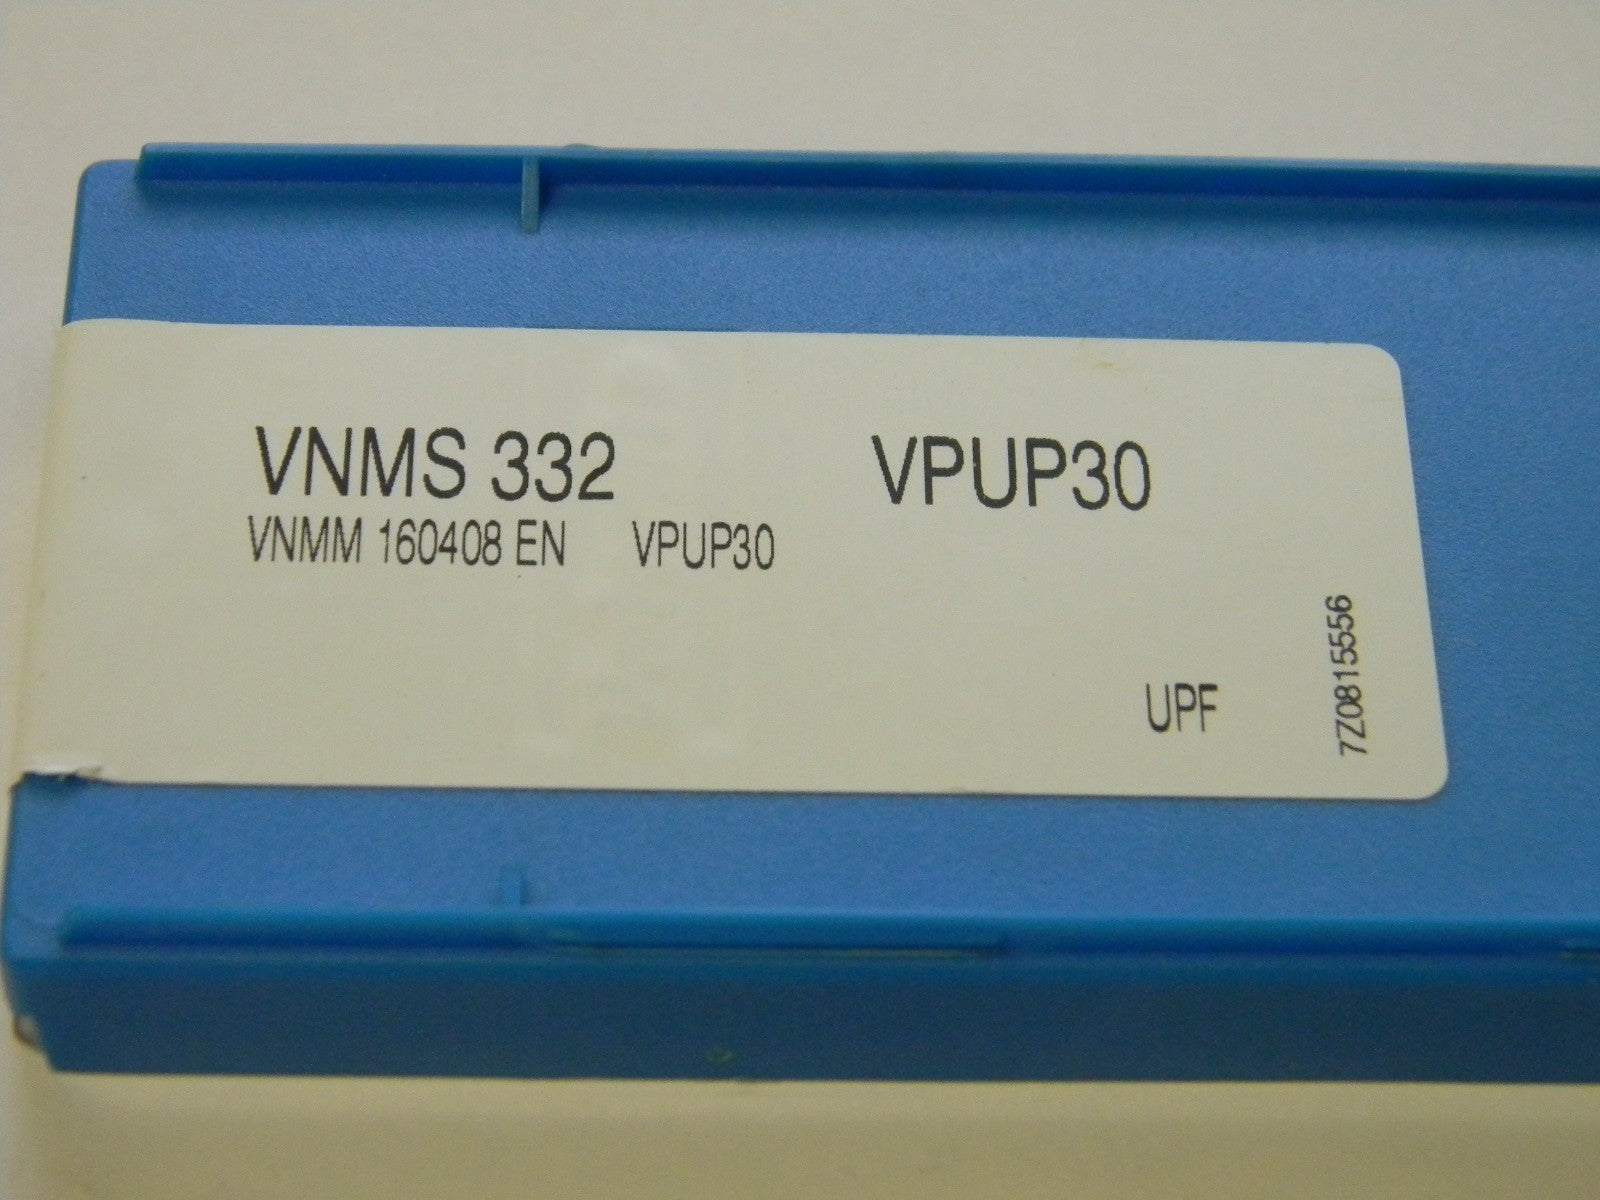 VNMS 332 VPUP30
VNMM 160408 EN VPUP30
UPF
7Z0815556